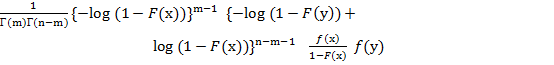 1/Γ(m)Γ(n−m) {−log (1 − F(x))}ᵐ⁻¹ {−log (1 − F(y)) +
log (1 − F(x))}ⁿ⁻ᵐ⁻¹ f(x)/1−F(x) f(y)